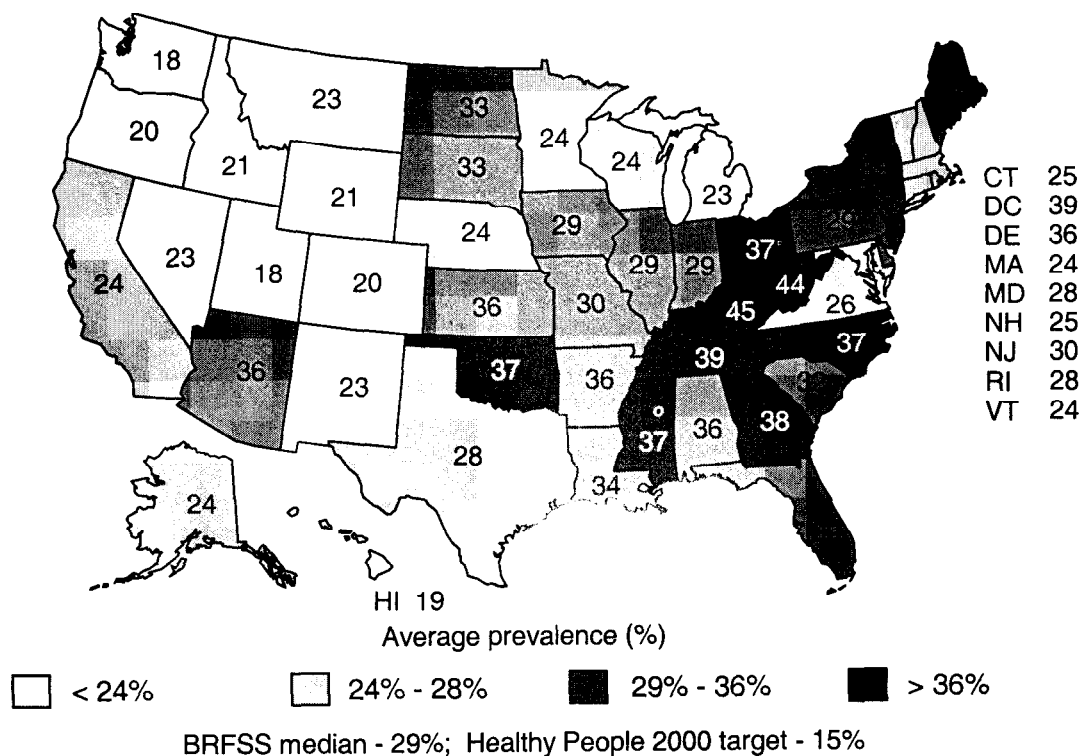 18
23
33
20
24
21
33
24
23
21
24
29
29
23
18
20
29
29
37
44
36
30
45
26
24
36
23
37
36
39
37
28
37
36
38
34
24
CT 25
DC 39
DE 36
MA 24
MD 28
NH 25
NJ 30
RI 28
VT 24
HI 19
Average prevalence (%)
< 24%
24% - 28%
29% - 36%
> 36%
BRFSS median - 29%; Healthy People 2000 target - 15%